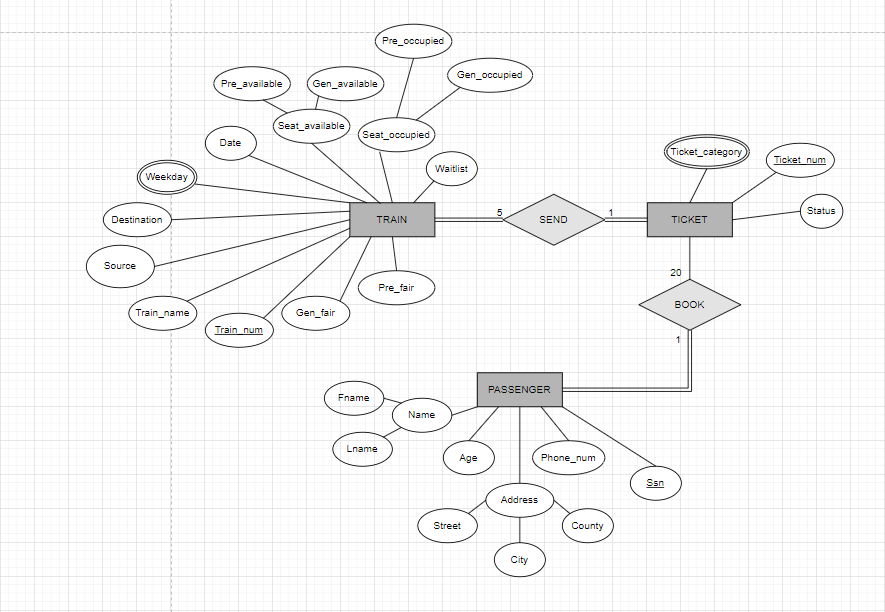 Pre_occupied
Gen_occupied
Pre_available
Gen_available
Seat_available
Seat_occupied
Date
Waitlist
Weekday
Ticket_category
Ticket_num
Destination
TRAIN
5
SEND
1
TICKET
Status
Source
20
Pre_fair
Train_name
Gen_fair
Train_num
BOOK
1
PASSENGER
Fname
Name
Lname
Age
Phone_num
Ssn
Address
Street
County
City